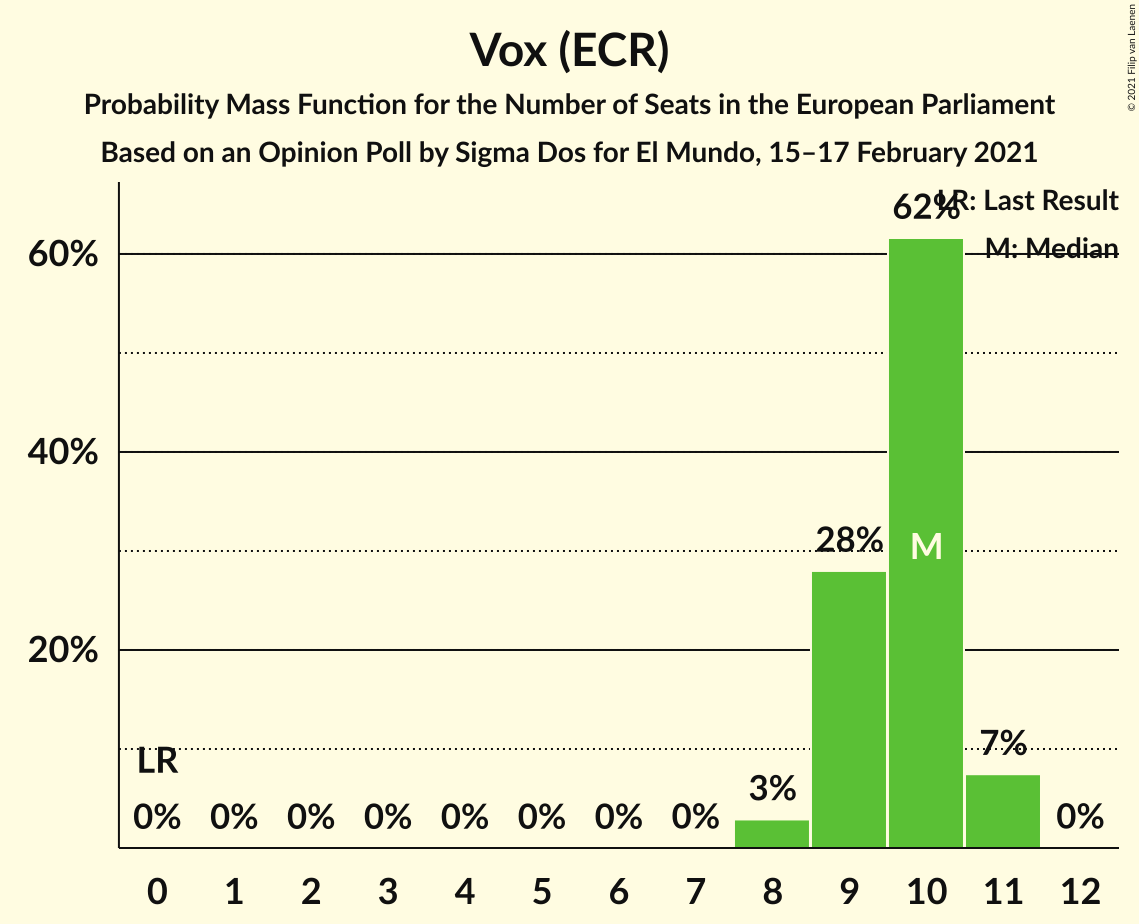 Vox (ECR)
Probability Mass Function for the Number of Seats in the European Parliament
Based on an Opinion Poll by Sigma Dos for El Mundo, 15–17 February 2021
© 2021 Filip van Laenen
LR: Last Result
M: Median
60%
40%
20%
62%
28%
M
7%
3%
LR
0% 0% 0% 0% 0% 0% 0% 0% 0%
0 1 2 3 4 5 6 7 8 9 10 11 12